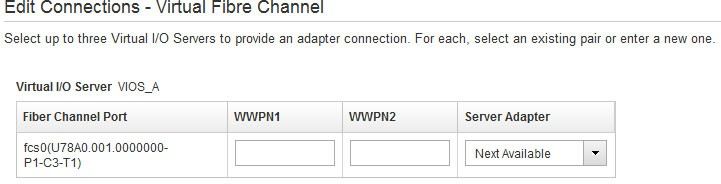 Edit Connections - Virtual Fibre Channel
Select up to three Virtual I/O Servers to provide an adapter connection. For each, select an existing pair or enter a new one.
Virtual I/O Server VIOS_A
Fiber Channel Port WWPN1 WWPN2 Server Adapter
fcs0(U78A0.001.0000000-
P1-C3-T1)
Next Available